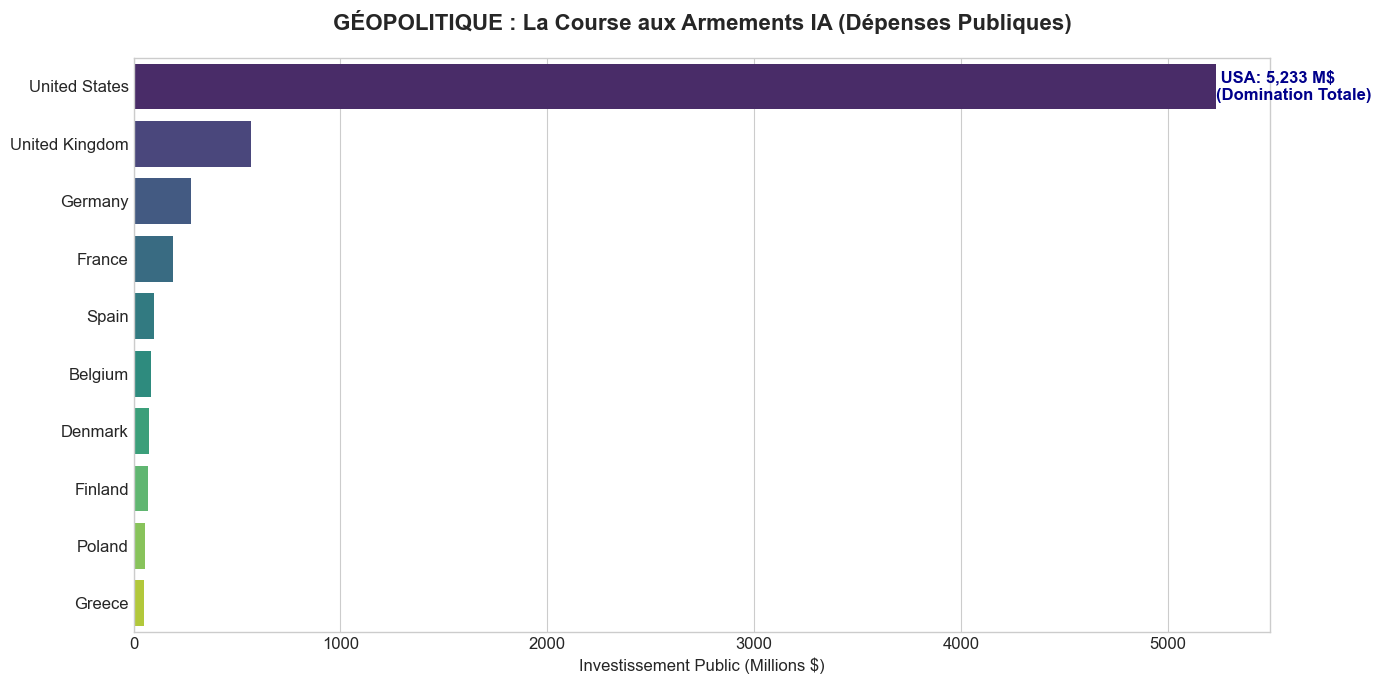 GÉOPOLITIQUE : La Course aux Armements IA (Dépenses Publiques)
United States
USA: 5,233 M$
(Domination Totale)
United Kingdom
Germany
France
Spain
Belgium
Denmark
Finland
Poland
Greece
0 1000 2000 3000 4000 5000
Investissement Public (Millions $)